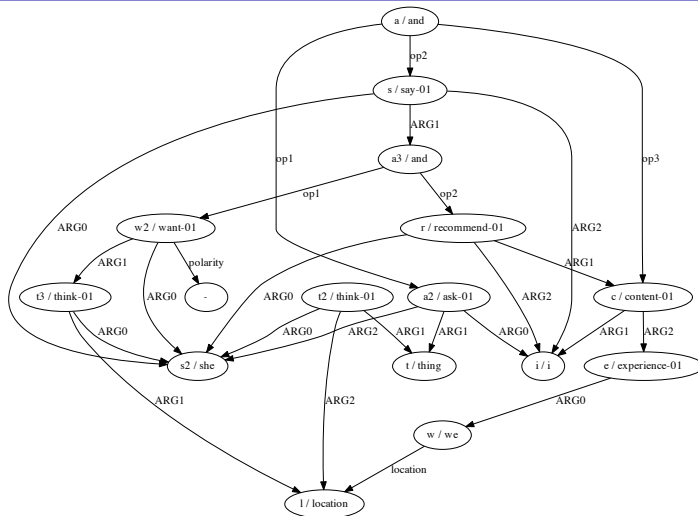 a / and
op2
s / say-01
ARG1
a3 / and
op1
op3
op1
op2
w2 / want-01
r / recommend-01
ARG0
ARG2
ARG1
polarity
ARG1
t3 / think-01
ARG0
-
ARG0
t2 / think-01
a2 / ask-01
ARG2
c / content-01
ARG0
ARG0
ARG2
ARG1
ARG1
ARG0
ARG1
ARG2
s2 / she
t / thing
i / i
e / experience-01
ARG1
ARG2
ARG0
w / we
location
l / location